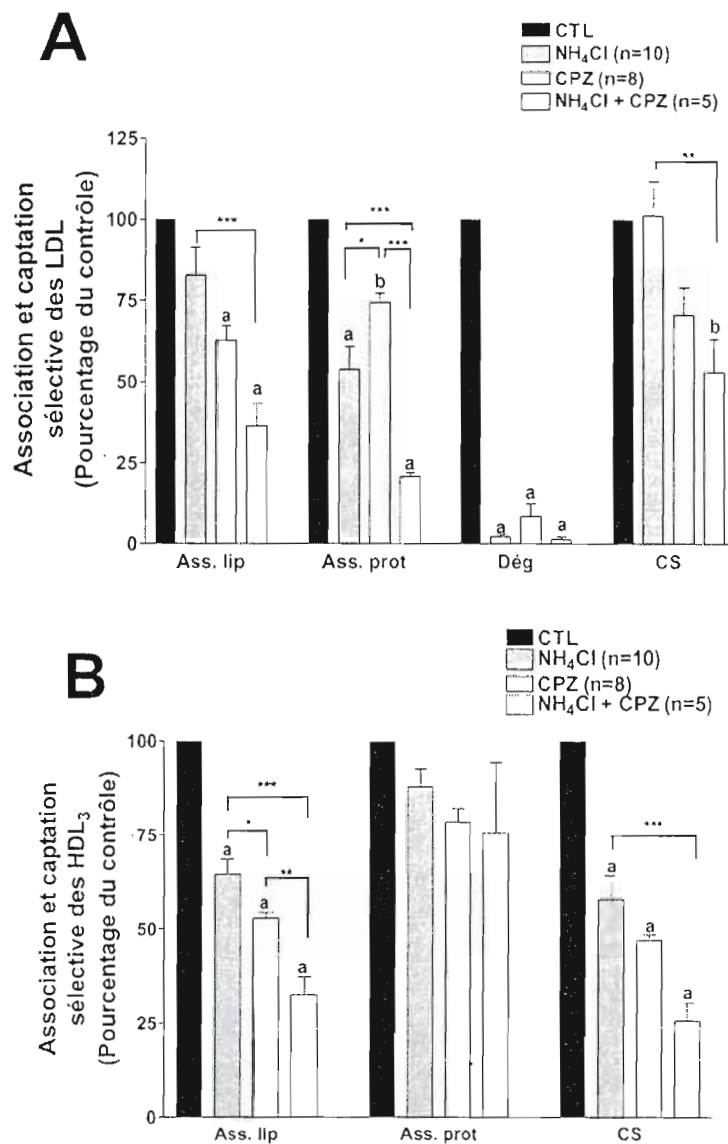 A
CTL
NH₄Cl (n=10)
CPZ (n=8)
NH₄Cl + CPZ (n=5)
Association et captation
sélective des LDL
(Pourcentage du contrôle)
125
100
75
50
25
0
***
a
a
***
*
***
a
b
a
a
a
a
**
b
Ass. lip
Ass. prot
Dég
CS
B
CTL
NH₄Cl (n=10)
CPZ (n=8)
NH₄Cl + CPZ (n=5)
Association et captation
sélective des HDL₃
(Pourcentage du contrôle)
100
75
50
25
0
***
*
**
a
a
a
***
a
a
a
Ass. lip
Ass. prot
CS